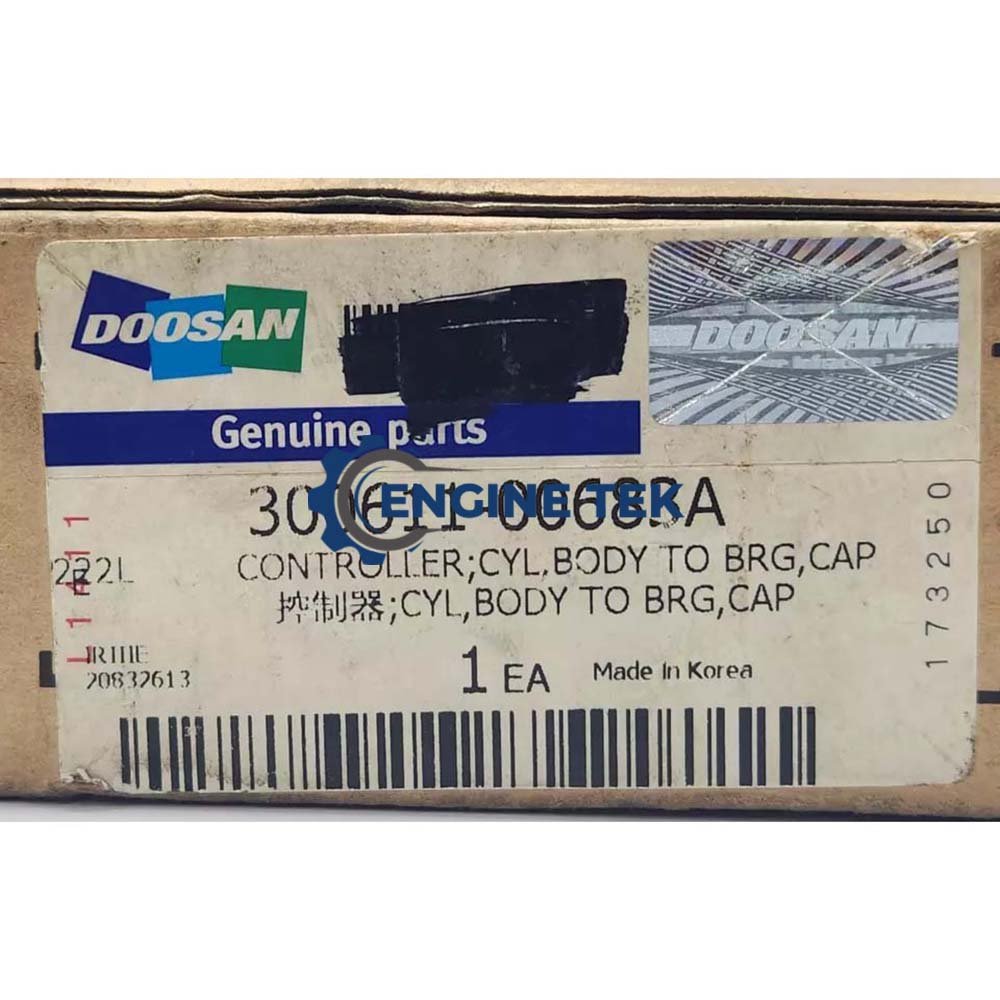 DOOSAN
DOOSAN
Genuine parts
ENGINE TEK
CONTROLLER;CYL,BODY TO BRG,CAP
222L
控制器;CYL,BODY TO BRG,CAP
1 EA
Made In Korea
20832613
173250